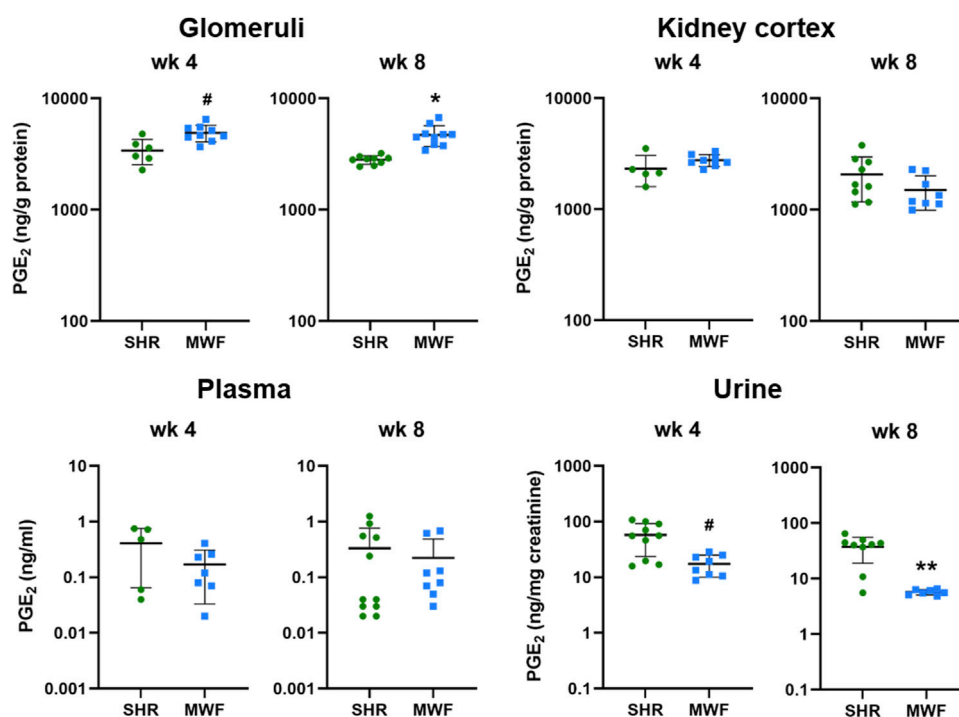 Glomeruli
wk 4
wk 8
PGE₂ (ng/g protein)
10000
1000
100
#
SHR
MWF
10000
1000
100
*
SHR
MWF
Kidney cortex
wk 4
wk 8
PGE₂ (ng/g protein)
10000
1000
100
SHR
MWF
10000
1000
100
SHR
MWF
Plasma
wk 4
wk 8
PGE₂ (ng/ml)
10
1
0.1
0.01
0.001
SHR
MWF
10
1
0.1
0.01
0.001
SHR
MWF
Urine
wk 4
wk 8
PGE₂ (ng/mg creatinine)
1000
100
10
1
0.1
#
SHR
MWF
1000
100
10
1
0.1
**
SHR
MWF